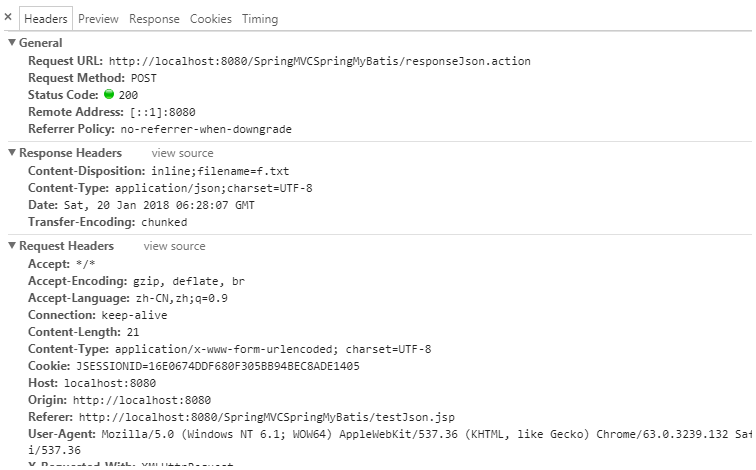 × Headers Preview Response Cookies Timing
▼ General
Request URL: http://localhost:8080/SpringMVCSpringMyBatis/responseJson.action
Request Method: POST
Status Code: 200
Remote Address: [::1]:8080
Referrer Policy: no-referrer-when-downgrade
▼ Response Headers view source
Content-Disposition: inline;filename=f.txt
Content-Type: application/json;charset=UTF-8
Date: Sat, 20 Jan 2018 06:28:07 GMT
Transfer-Encoding: chunked
▼ Request Headers view source
Accept: */*
Accept-Encoding: gzip, deflate, br
Accept-Language: zh-CN,zh;q=0.9
Connection: keep-alive
Content-Length: 21
Content-Type: application/x-www-form-urlencoded; charset=UTF-8
Cookie: JSESSIONID=16E0674DDF680F305BB94BEC8ADE1405
Host: localhost:8080
Origin: http://localhost:8080
Referer: http://localhost:8080/SpringMVCSpringMyBatis/testJson.jsp
User-Agent: Mozilla/5.0 (Windows NT 6.1; WOW64) AppleWebKit/537.36 (KHTML, like Gecko) Chrome/63.0.3239.132 Saf
i/537.36
X-Requested-With: XMLHttpRequest